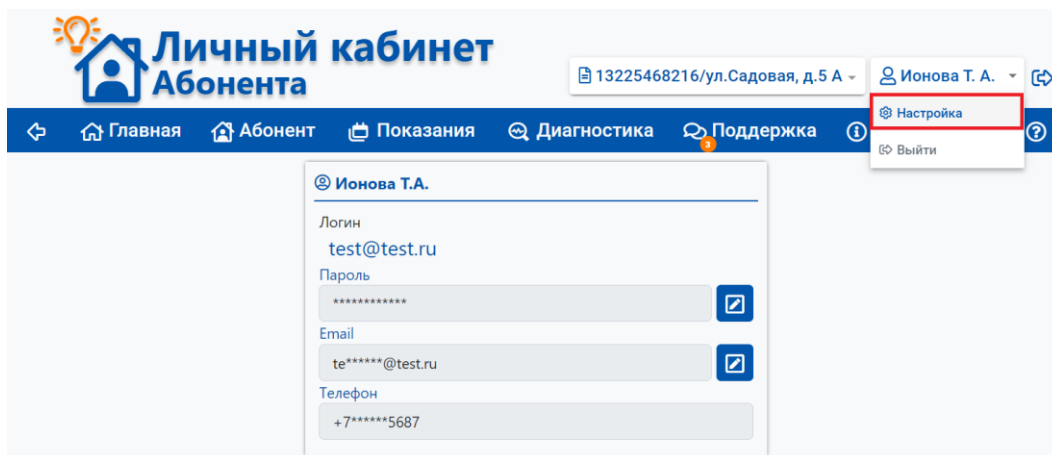 Личный кабинет
Абонента
13225468216/ул.Садовая, д.5 А
Ионова Т. А.
Настройка
Выйти
Главная
Абонент
Показания
Диагностика
Поддержка
3
Ионова Т.А.
Логин
test@test.ru
Пароль
************
Email
te******@test.ru
Телефон
+7******5687